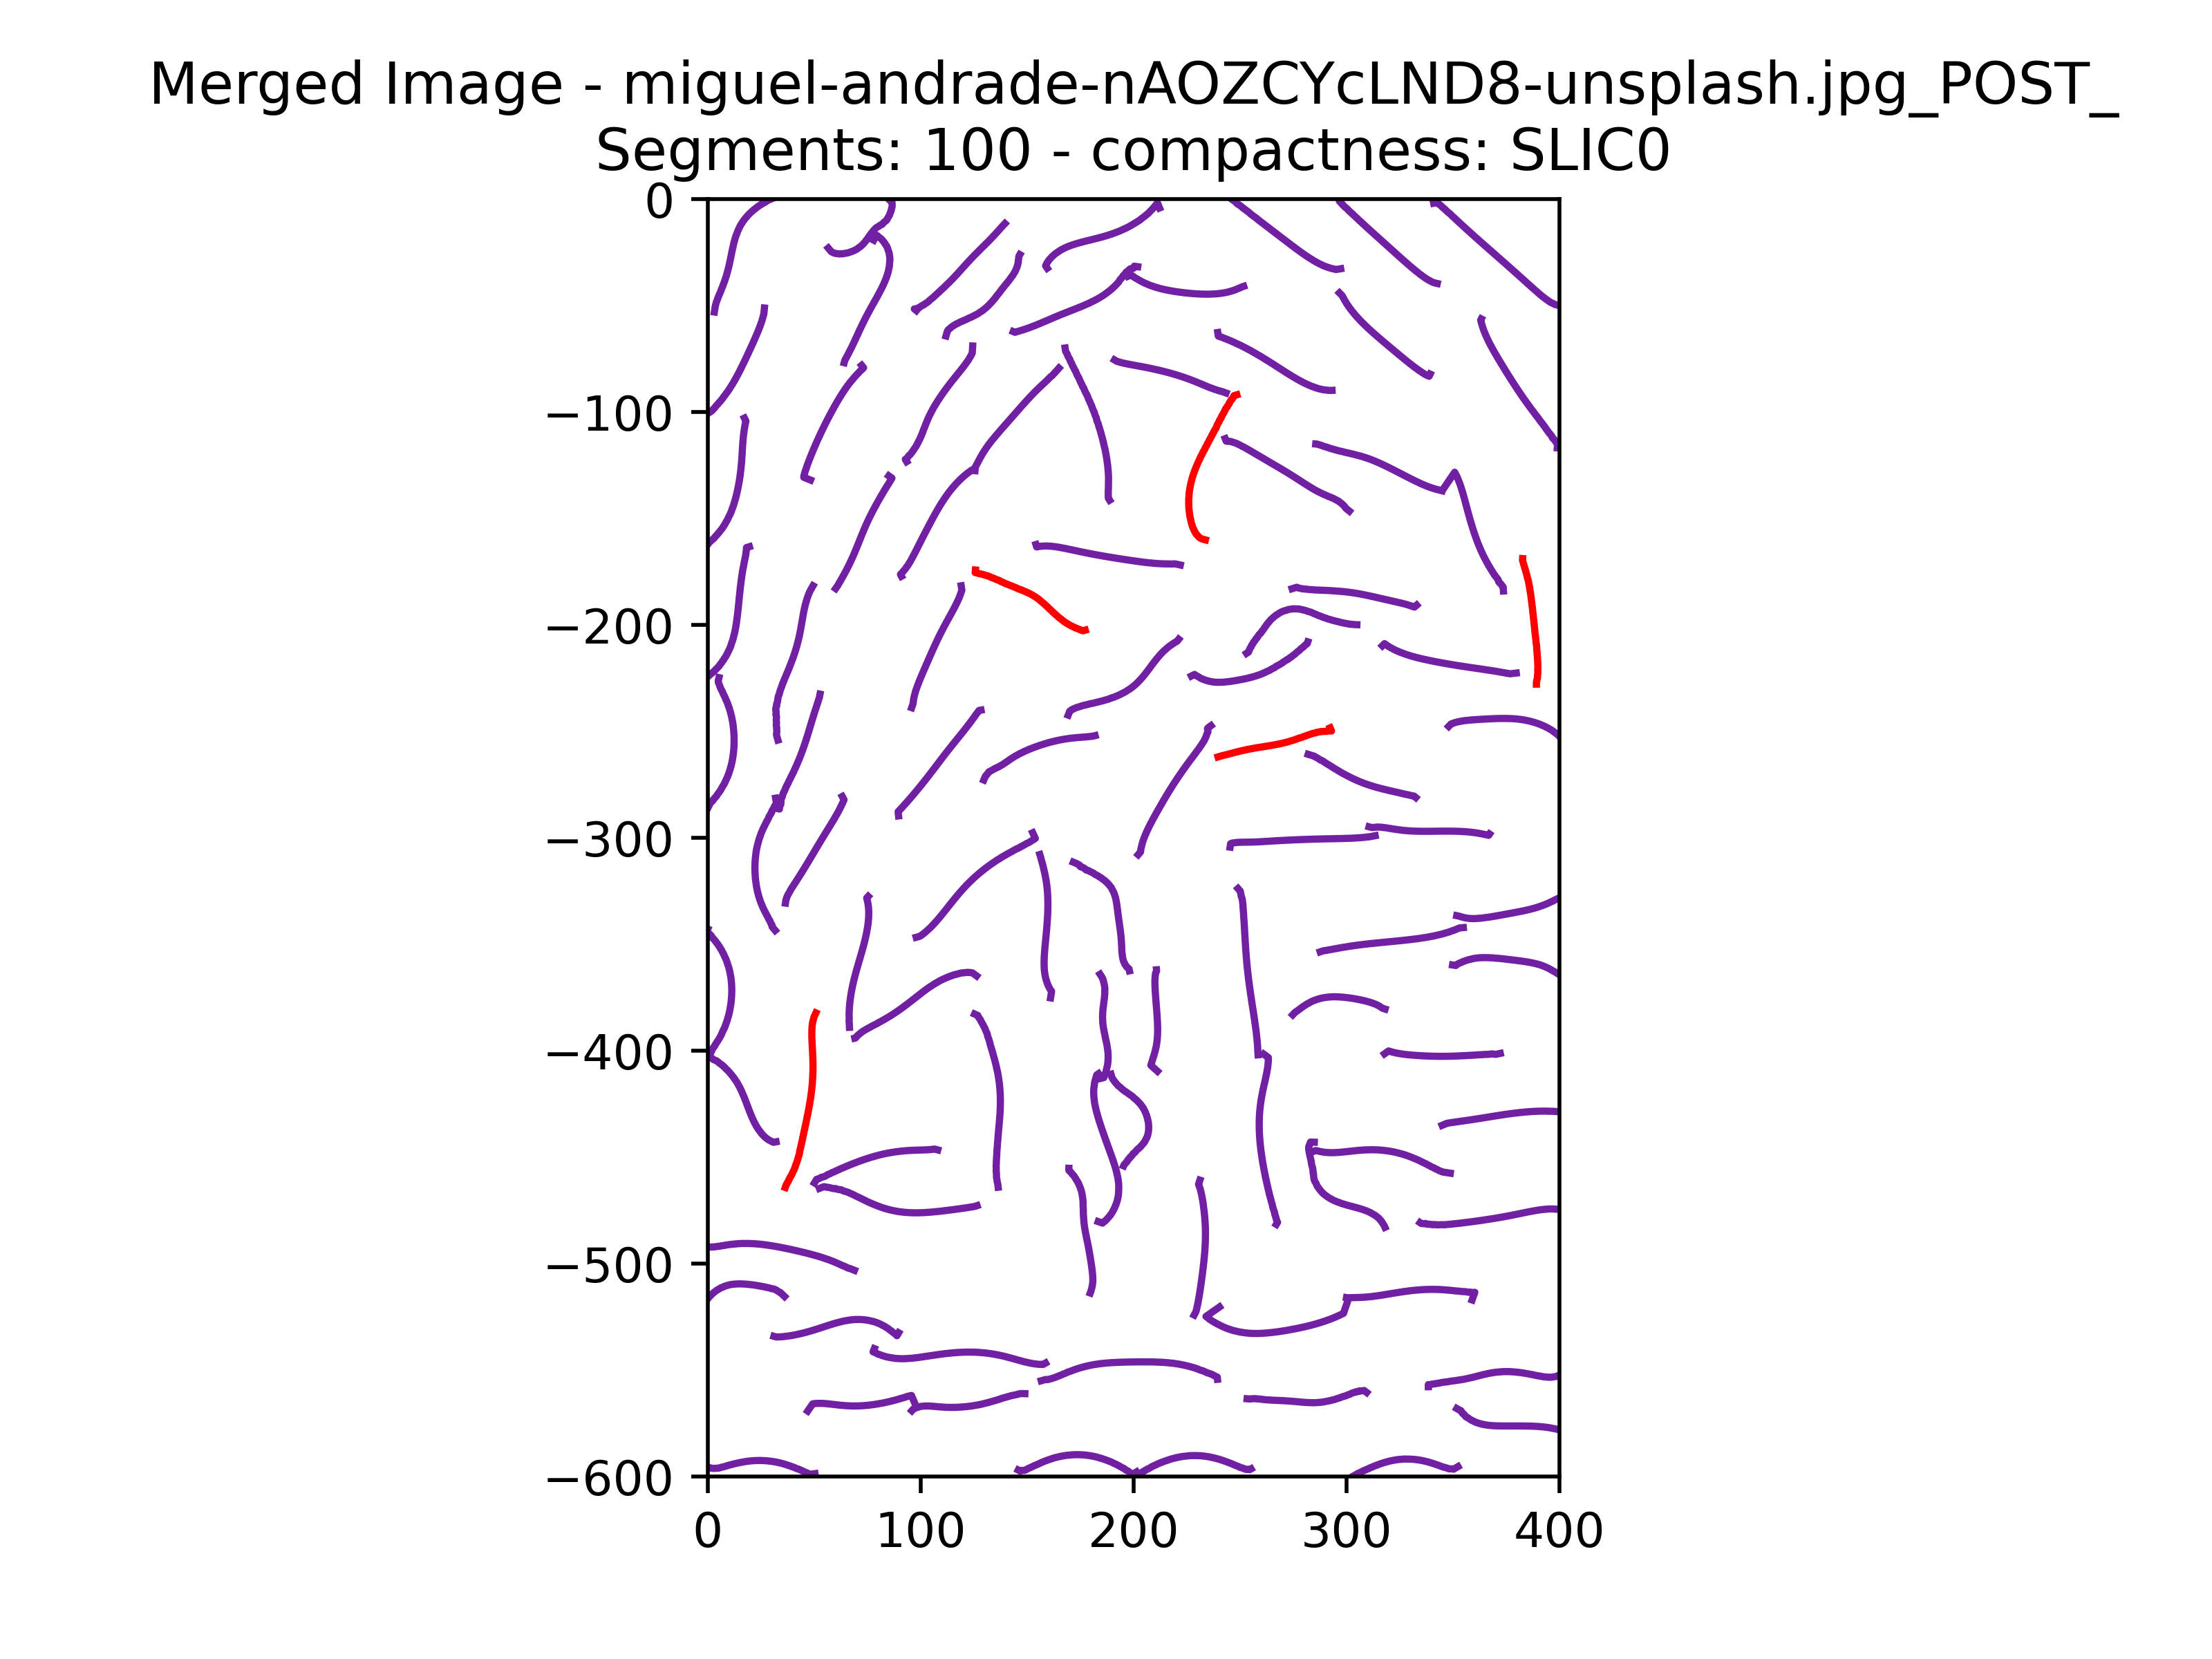 Merged Image - miguel-andrade-nAOZCYcLND8-unsplash.jpg_POST_
Segments: 100 - compactness: SLIC0
0
−100
−200
−300
−400
−500
−600
0 100 200 300 400